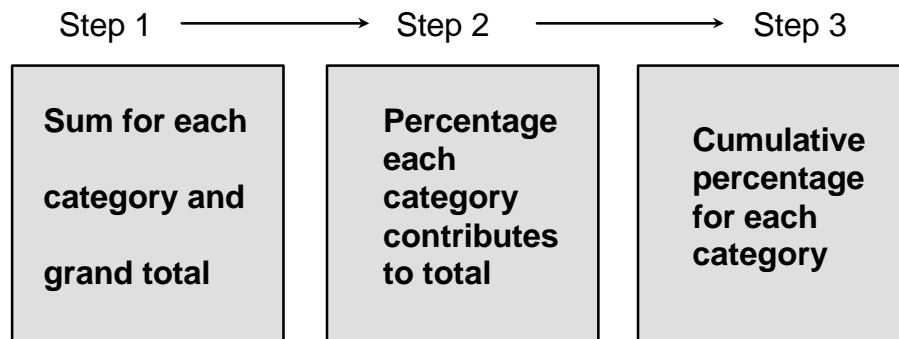 Step 1
Step 2
Step 3
Sum for each
category and
grand total
Percentage
each
category
contributes
to total
Cumulative
percentage
for each
category